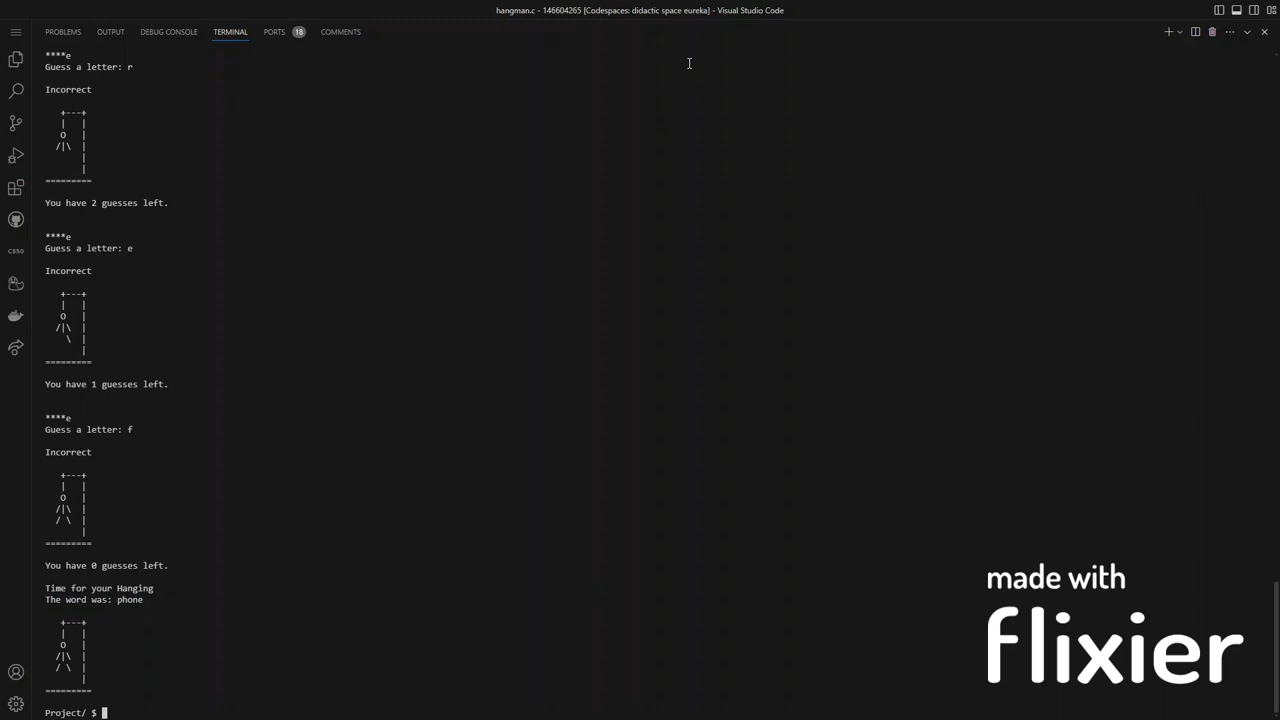 hangman.c - 146604265 [Codespaces: didactic space eureka] - Visual Studio Code
PROBLEMS OUTPUT DEBUG CONSOLE TERMINAL PORTS 18 COMMENTS
****e
Guess a letter: r
Incorrect
+---+
|   |
O   |
/|\  |
|
|
=========
You have 2 guesses left.
****e
Guess a letter: e
Incorrect
+---+
|   |
O   |
/|\  |
\  |
|
=========
You have 1 guesses left.
****e
Guess a letter: f
Incorrect
+---+
|   |
O   |
/|\  |
/ \  |
|
=========
You have 0 guesses left.
Time for your Hanging
The word was: phone
+---+
|   |
O   |
/|\  |
/ \  |
|
=========
Project/ $
CS50
made with
flixier